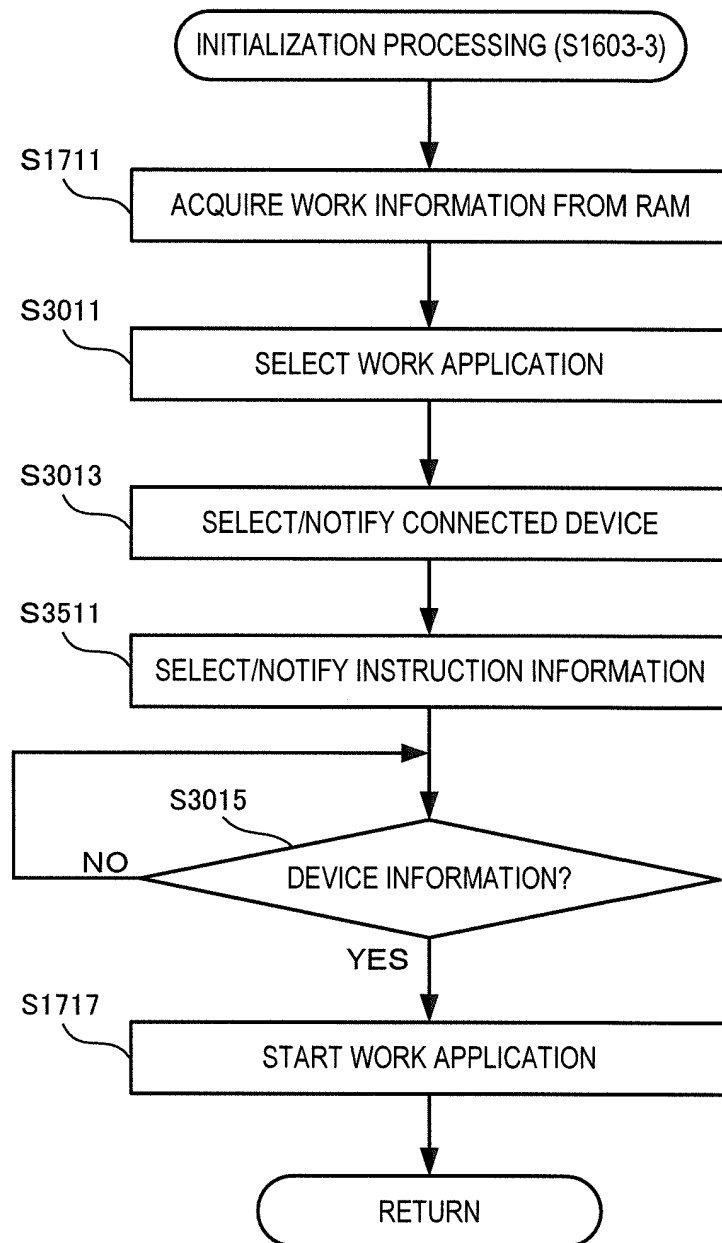 INITIALIZATION PROCESSING (S1603-3)
S1711
ACQUIRE WORK INFORMATION FROM RAM
S3011
SELECT WORK APPLICATION
S3013
SELECT/NOTIFY CONNECTED DEVICE
S3511
SELECT/NOTIFY INSTRUCTION INFORMATION
S3015
NO
DEVICE INFORMATION?
YES
S1717
START WORK APPLICATION
RETURN